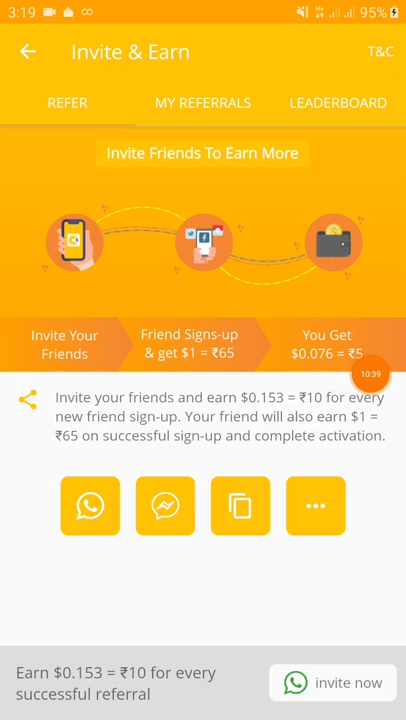 3:19
95%
Invite & Earn
T&C
REFER
MY REFERRALS
LEADERBOARD
Invite Friends To Earn More
Invite Your
Friends
Friend Signs-up
& get $1 = ₹65
You Get
$0.076 = ₹5
10:39
Invite your friends and earn $0.153 = ₹10 for every
new friend sign-up. Your friend will also earn $1 =
₹65 on successful sign-up and complete activation.
Earn $0.153 = ₹10 for every
successful referral
invite now